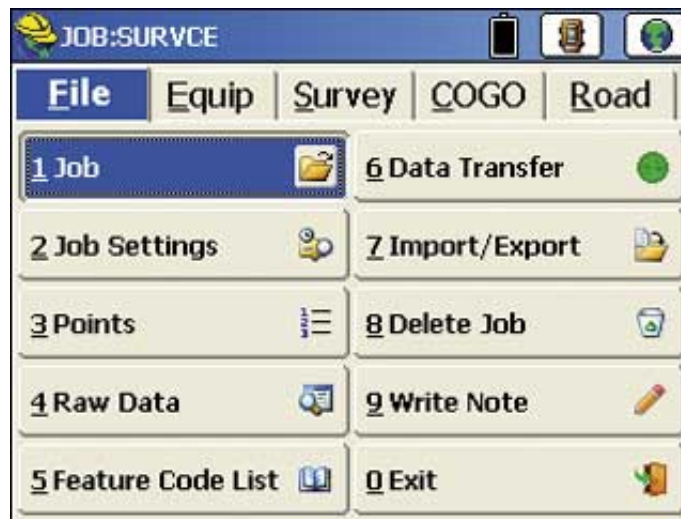 JOB:SURVCE
File Equip Survey COGO Road
1 Job
6 Data Transfer
2 Job Settings
7 Import/Export
3 Points
8 Delete Job
4 Raw Data
9 Write Note
5 Feature Code List
0 Exit